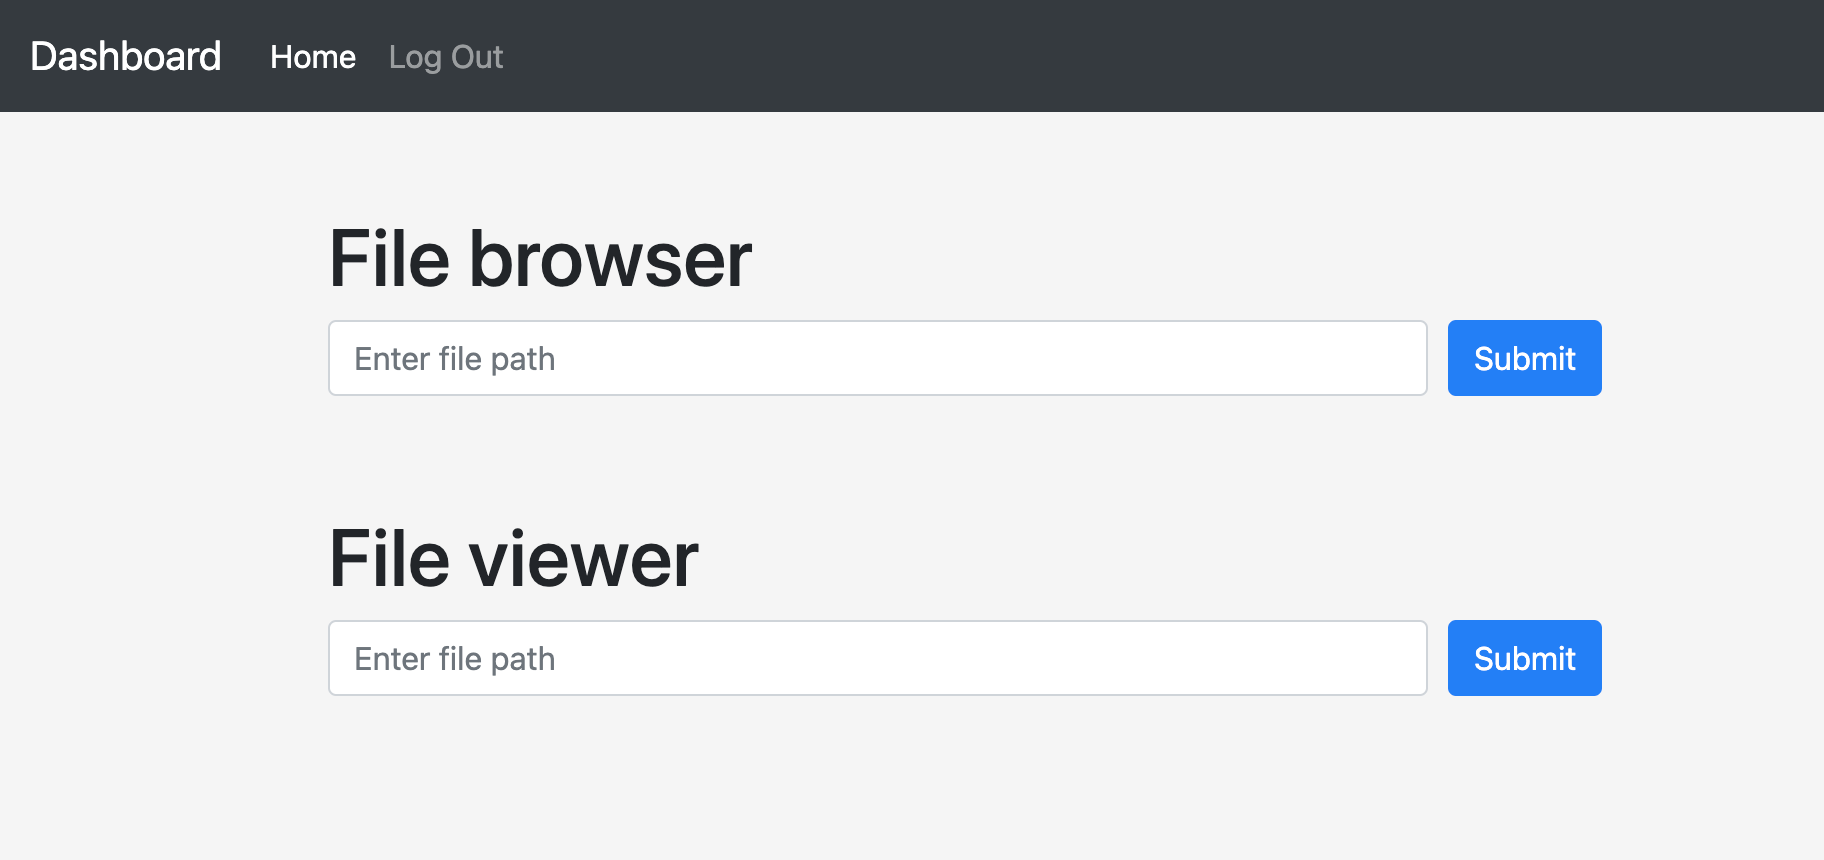 Dashboard Home Log Out
File browser
Enter file path Submit
File viewer
Enter file path Submit